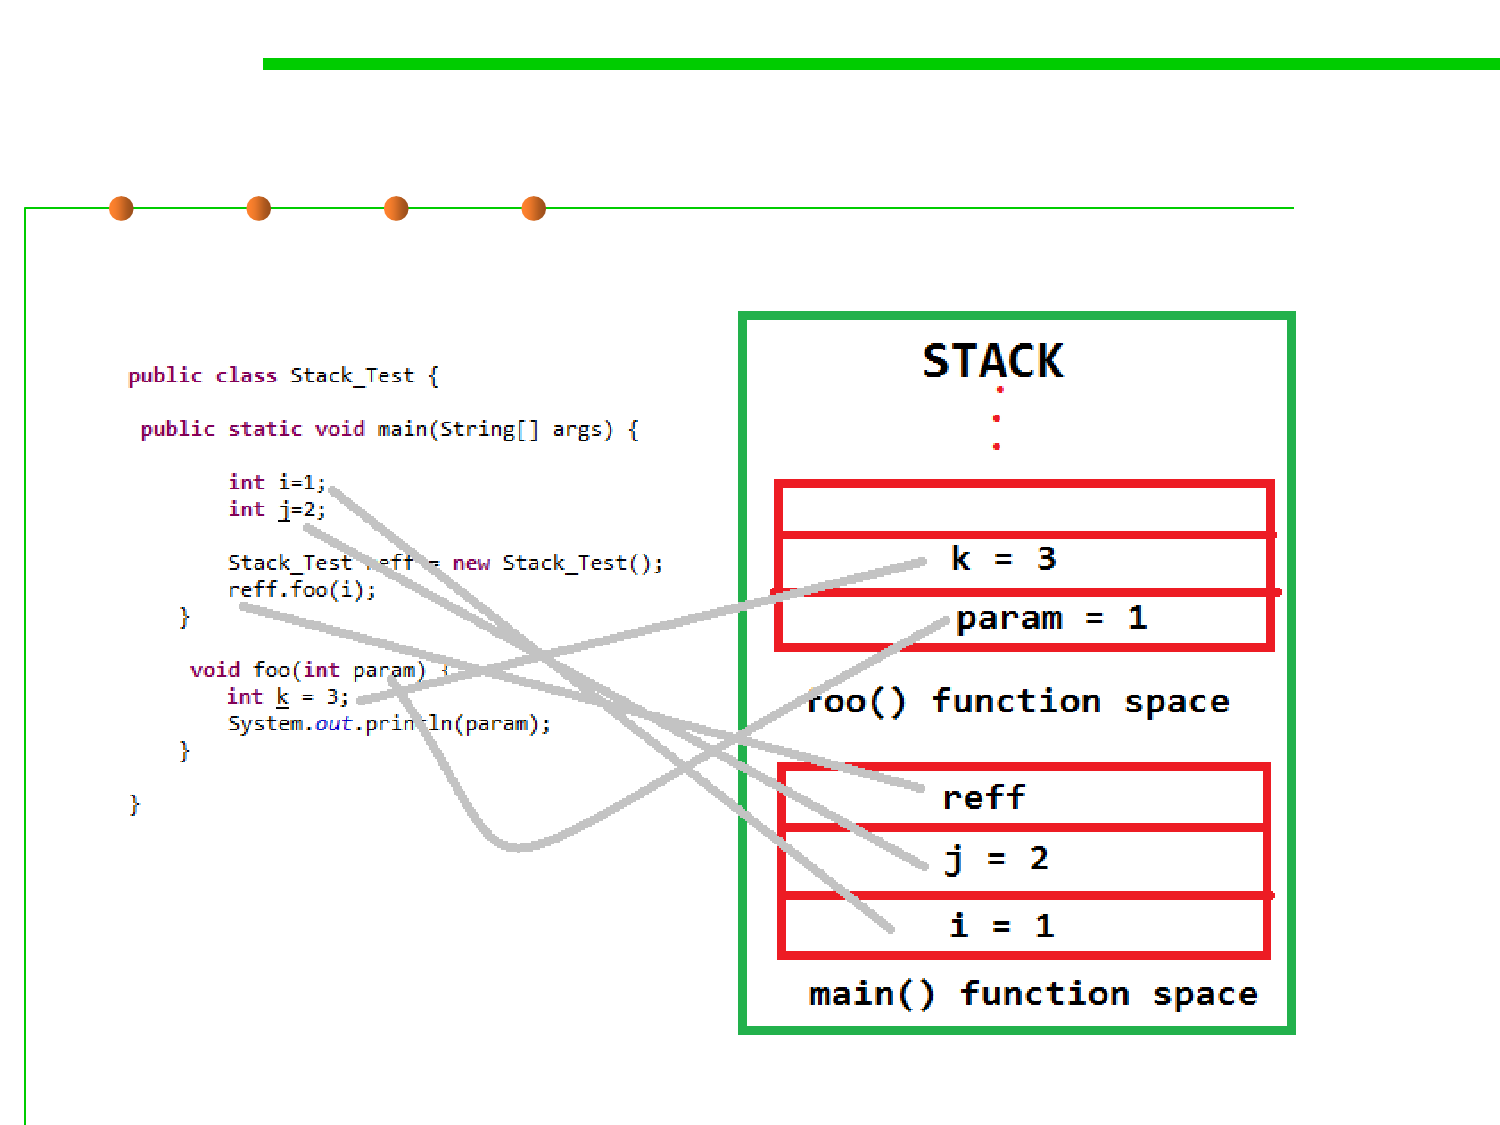 public class Stack_Test {
public static void main(String[] args) {
int i=1;
int j=2;
Stack_Test reff = new Stack_Test();
reff.foo(i);
}
void foo(int param) {
int k = 3;
System.out.println(param);
}
}
STACK
k = 3
param = 1
foo() function space
reff
j = 2
i = 1
main() function space